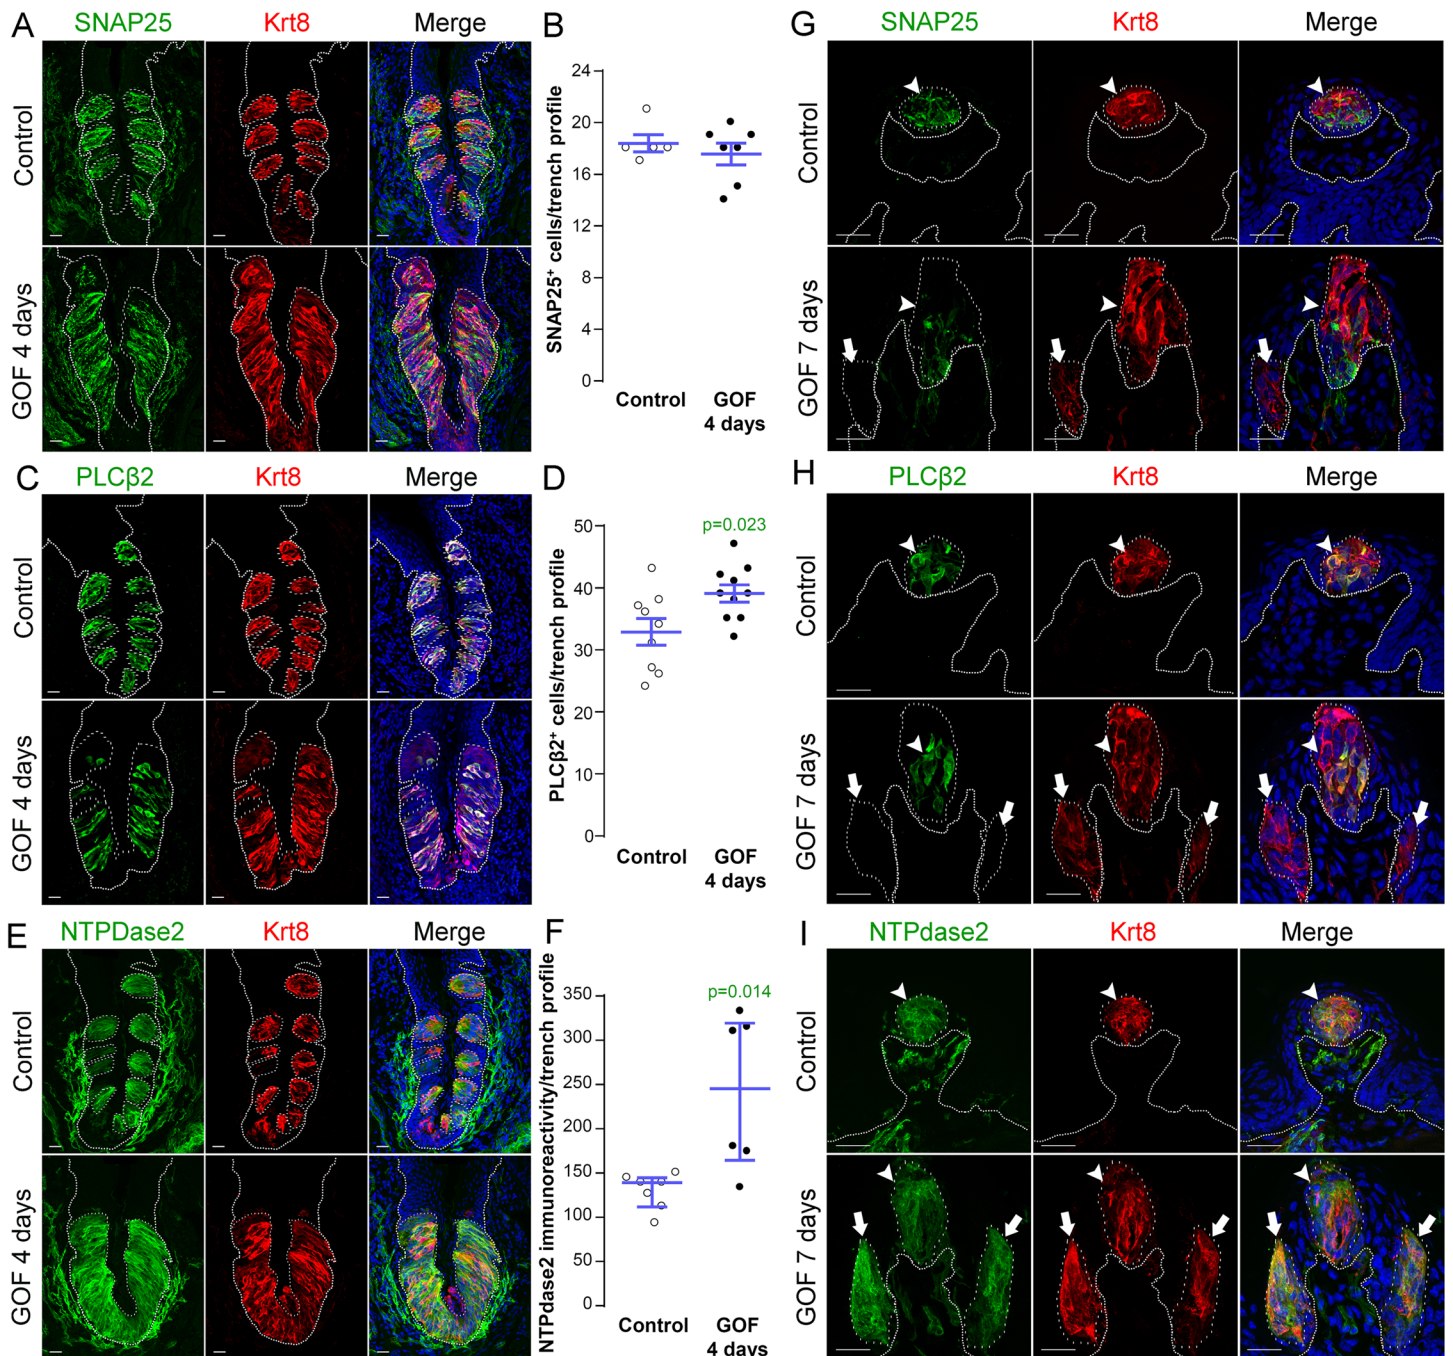 A
SNAP25
Krt8
Merge
Control
GOF 4 days
B
SNAP25⁺ cells/trench profile
24
20
16
12
8
4
0
Control
GOF
4 days
C
PLCβ2
Krt8
Merge
Control
GOF 4 days
D
PLCβ2⁺ cells/trench profile
50
40
30
20
10
0
p=0.023
Control
GOF
4 days
E
NTPDase2
Krt8
Merge
Control
GOF 4 days
F
NTPdase2 immunoreactivity/trench profile
350
300
250
200
150
100
50
0
p=0.014
Control
GOF
4 days
G
SNAP25
Krt8
Merge
Control
GOF 7 days
H
PLCβ2
Krt8
Merge
Control
GOF 7 days
I
NTPdase2
Krt8
Merge
Control
GOF 7 days